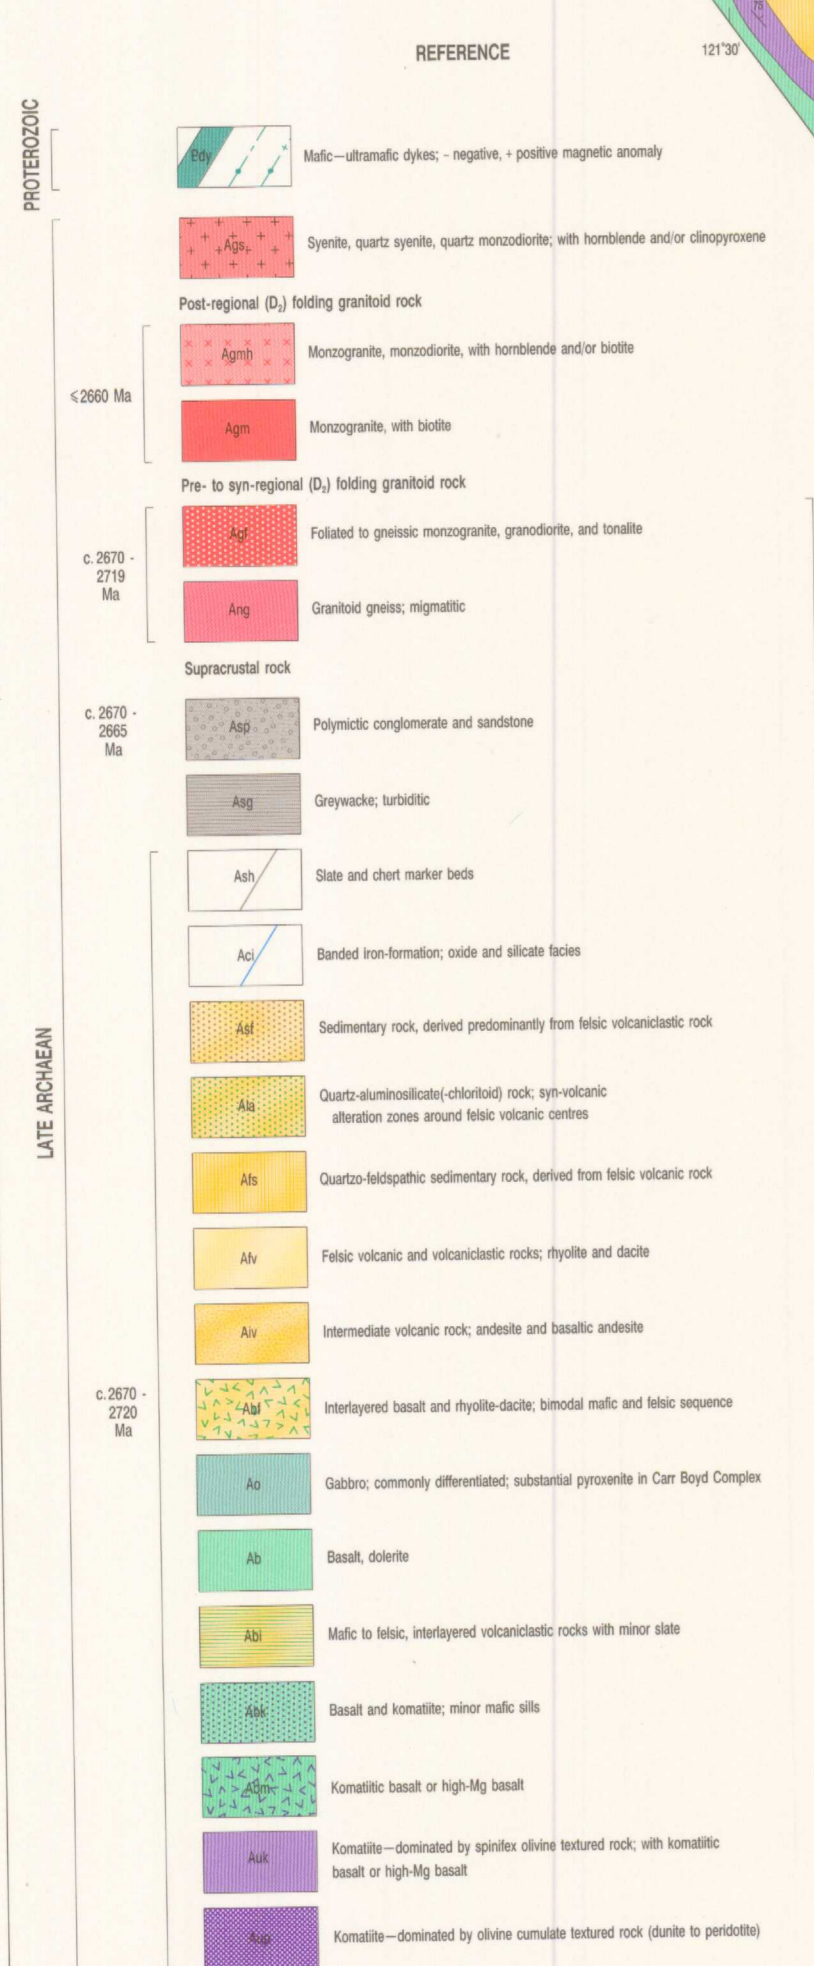 REFERENCE
121°30'
75
PROTEROZOIC
Pdy
Mafic—ultramafic dykes; - negative, + positive magnetic anomaly
Ags
Syenite, quartz syenite, quartz monzodiorite; with hornblende and/or clinopyroxene
Post-regional (D₂) folding granitoid rock
Agmh
Monzogranite, monzodiorite, with hornblende and/or biotite
⩽2660 Ma
Agm
Monzogranite, with biotite
Pre- to syn-regional (D₂) folding granitoid rock
Agf
Foliated to gneissic monzogranite, granodiorite, and tonalite
c. 2670 -
2719
Ma
Ang
Granitoid gneiss; migmatitic
Supracrustal rock
c. 2670 -
2665
Ma
Asp
Polymictic conglomerate and sandstone
Asg
Greywacke; turbiditic
Ash
Slate and chert marker beds
Aci
Banded iron-formation; oxide and silicate facies
LATE ARCHAEAN
Asf
Sedimentary rock, derived predominantly from felsic volcaniclastic rock
Ala
Quartz-aluminosilicate(-chloritoid) rock; syn-volcanic
alteration zones around felsic volcanic centres
Afs
Quartzo-feldspathic sedimentary rock, derived from felsic volcanic rock
Afv
Felsic volcanic and volcaniclastic rocks; rhyolite and dacite
Aiv
Intermediate volcanic rock; andesite and basaltic andesite
c. 2670 -
2720
Ma
Abf
Interlayered basalt and rhyolite-dacite; bimodal mafic and felsic sequence
Ao
Gabbro; commonly differentiated; substantial pyroxenite in Carr Boyd Complex
Ab
Basalt, dolerite
Abi
Mafic to felsic, interlayered volcaniclastic rocks with minor slate
Abk
Basalt and komatiite; minor mafic sills
Abm
Komatiitic basalt or high-Mg basalt
Auk
Komatiite—dominated by spinifex olivine textured rock; with komatiitic
basalt or high-Mg basalt
Aup
Komatiite—dominated by olivine cumulate textured rock (dunite to peridotite)